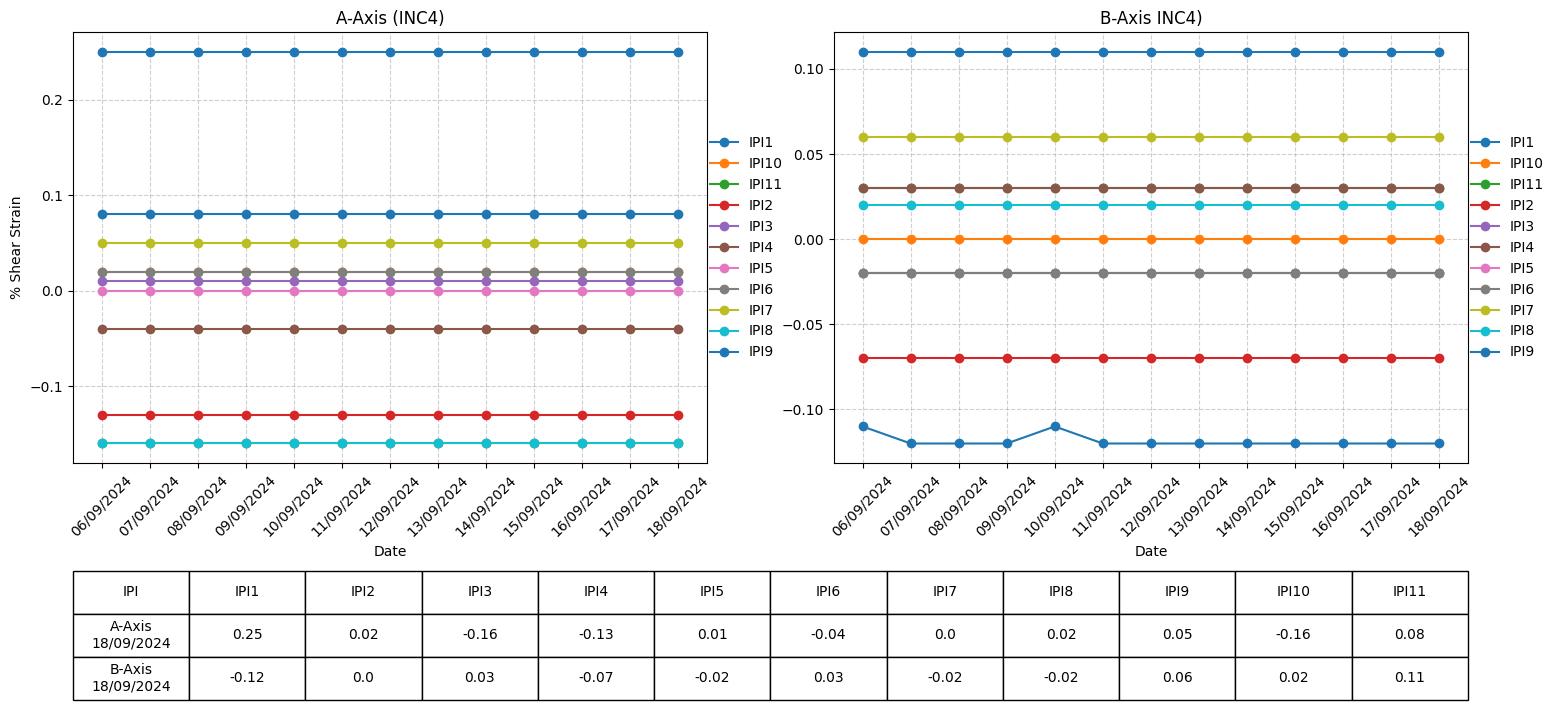 A-Axis (INC4)
% Shear Strain
0.2
0.1
0.0
−0.1
06/09/2024
07/09/2024
08/09/2024
09/09/2024
10/09/2024
11/09/2024
12/09/2024
13/09/2024
14/09/2024
15/09/2024
16/09/2024
17/09/2024
18/09/2024
Date
IPI1
IPI10
IPI11
IPI2
IPI3
IPI4
IPI5
IPI6
IPI7
IPI8
IPI9
B-Axis INC4)
0.10
0.05
0.00
−0.05
−0.10
06/09/2024
07/09/2024
08/09/2024
09/09/2024
10/09/2024
11/09/2024
12/09/2024
13/09/2024
14/09/2024
15/09/2024
16/09/2024
17/09/2024
18/09/2024
Date
IPI1
IPI10
IPI11
IPI2
IPI3
IPI4
IPI5
IPI6
IPI7
IPI8
IPI9
IPI IPI1 IPI2 IPI3 IPI4 IPI5 IPI6 IPI7 IPI8 IPI9 IPI10 IPI11
A-Axis
18/09/2024 0.25 0.02 -0.16 -0.13 0.01 -0.04 0.0 0.02 0.05 -0.16 0.08
B-Axis
18/09/2024 -0.12 0.0 0.03 -0.07 -0.02 0.03 -0.02 -0.02 0.06 0.02 0.11